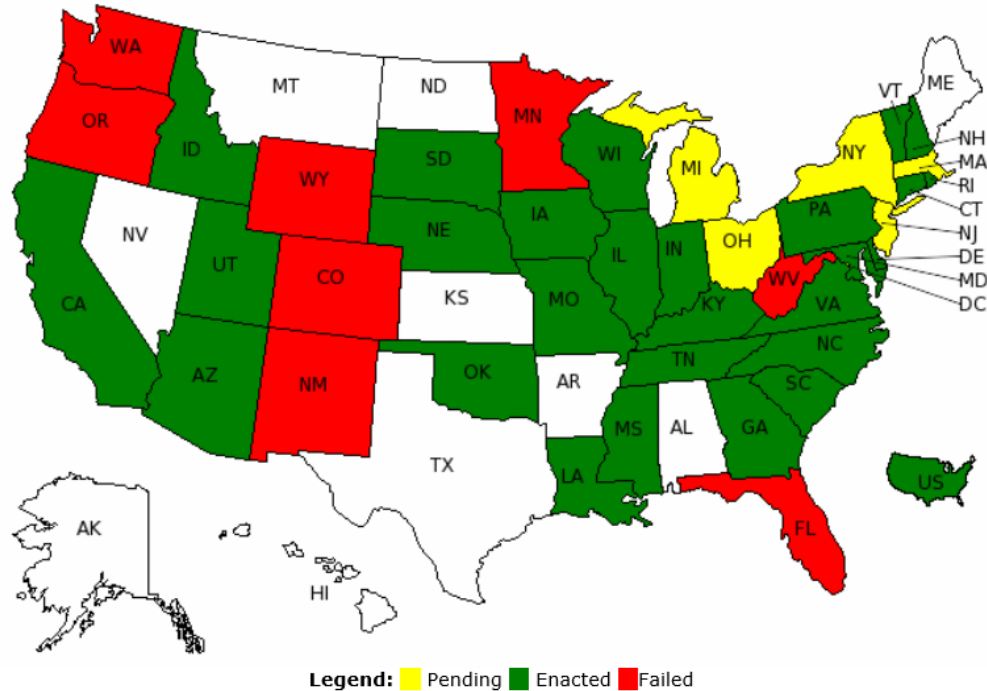 WA
MT
ND
MN
ME
VT
OR
ID
SD
WI
NH
NY
MA
MI
WY
RI
IA
PA
CT
NE
NV
NJ
OH
IN
IL
UT
DE
CO
WV
MD
KS
MO
KY
VA
DC
CA
NC
TN
OK
AZ
NM
AR
SC
MS
AL
GA
TX
LA
US
AK
FL
HI
Legend: Pending Enacted Failed